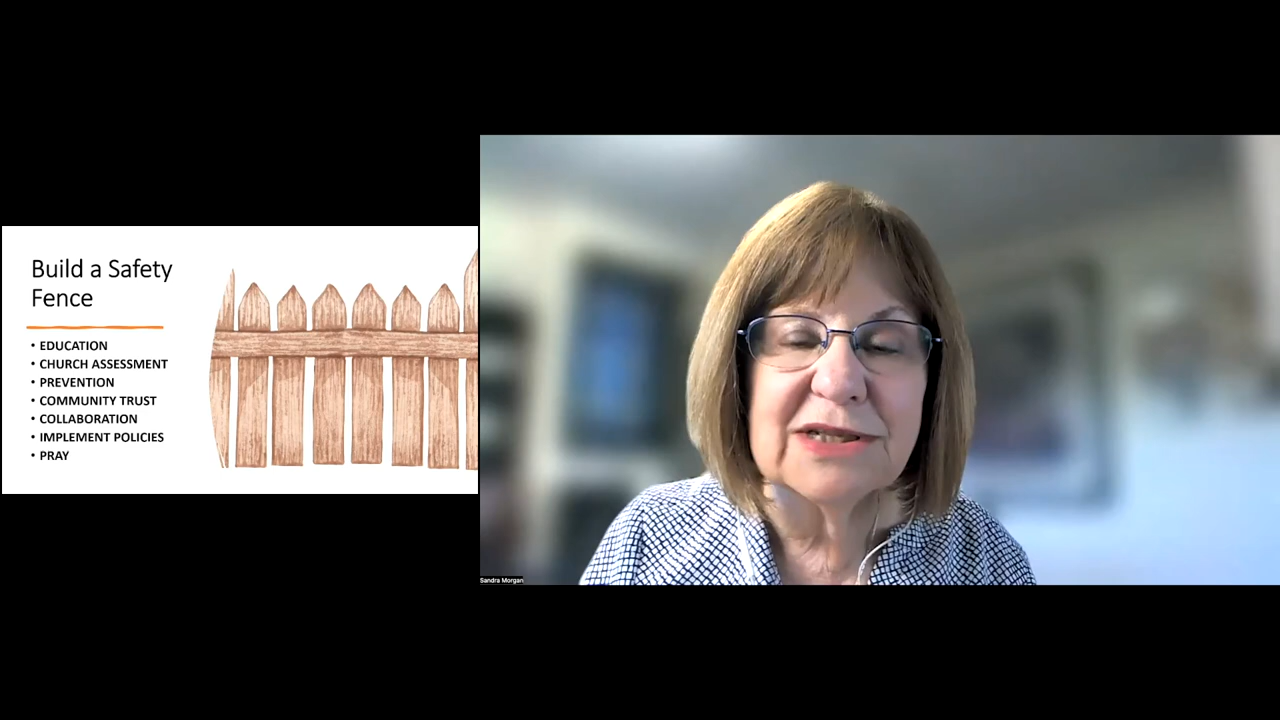 Build a Safety
Fence
• EDUCATION
• CHURCH ASSESSMENT
• PREVENTION
• COMMUNITY TRUST
• COLLABORATION
• IMPLEMENT POLICIES
• PRAY
Sandra Morgan